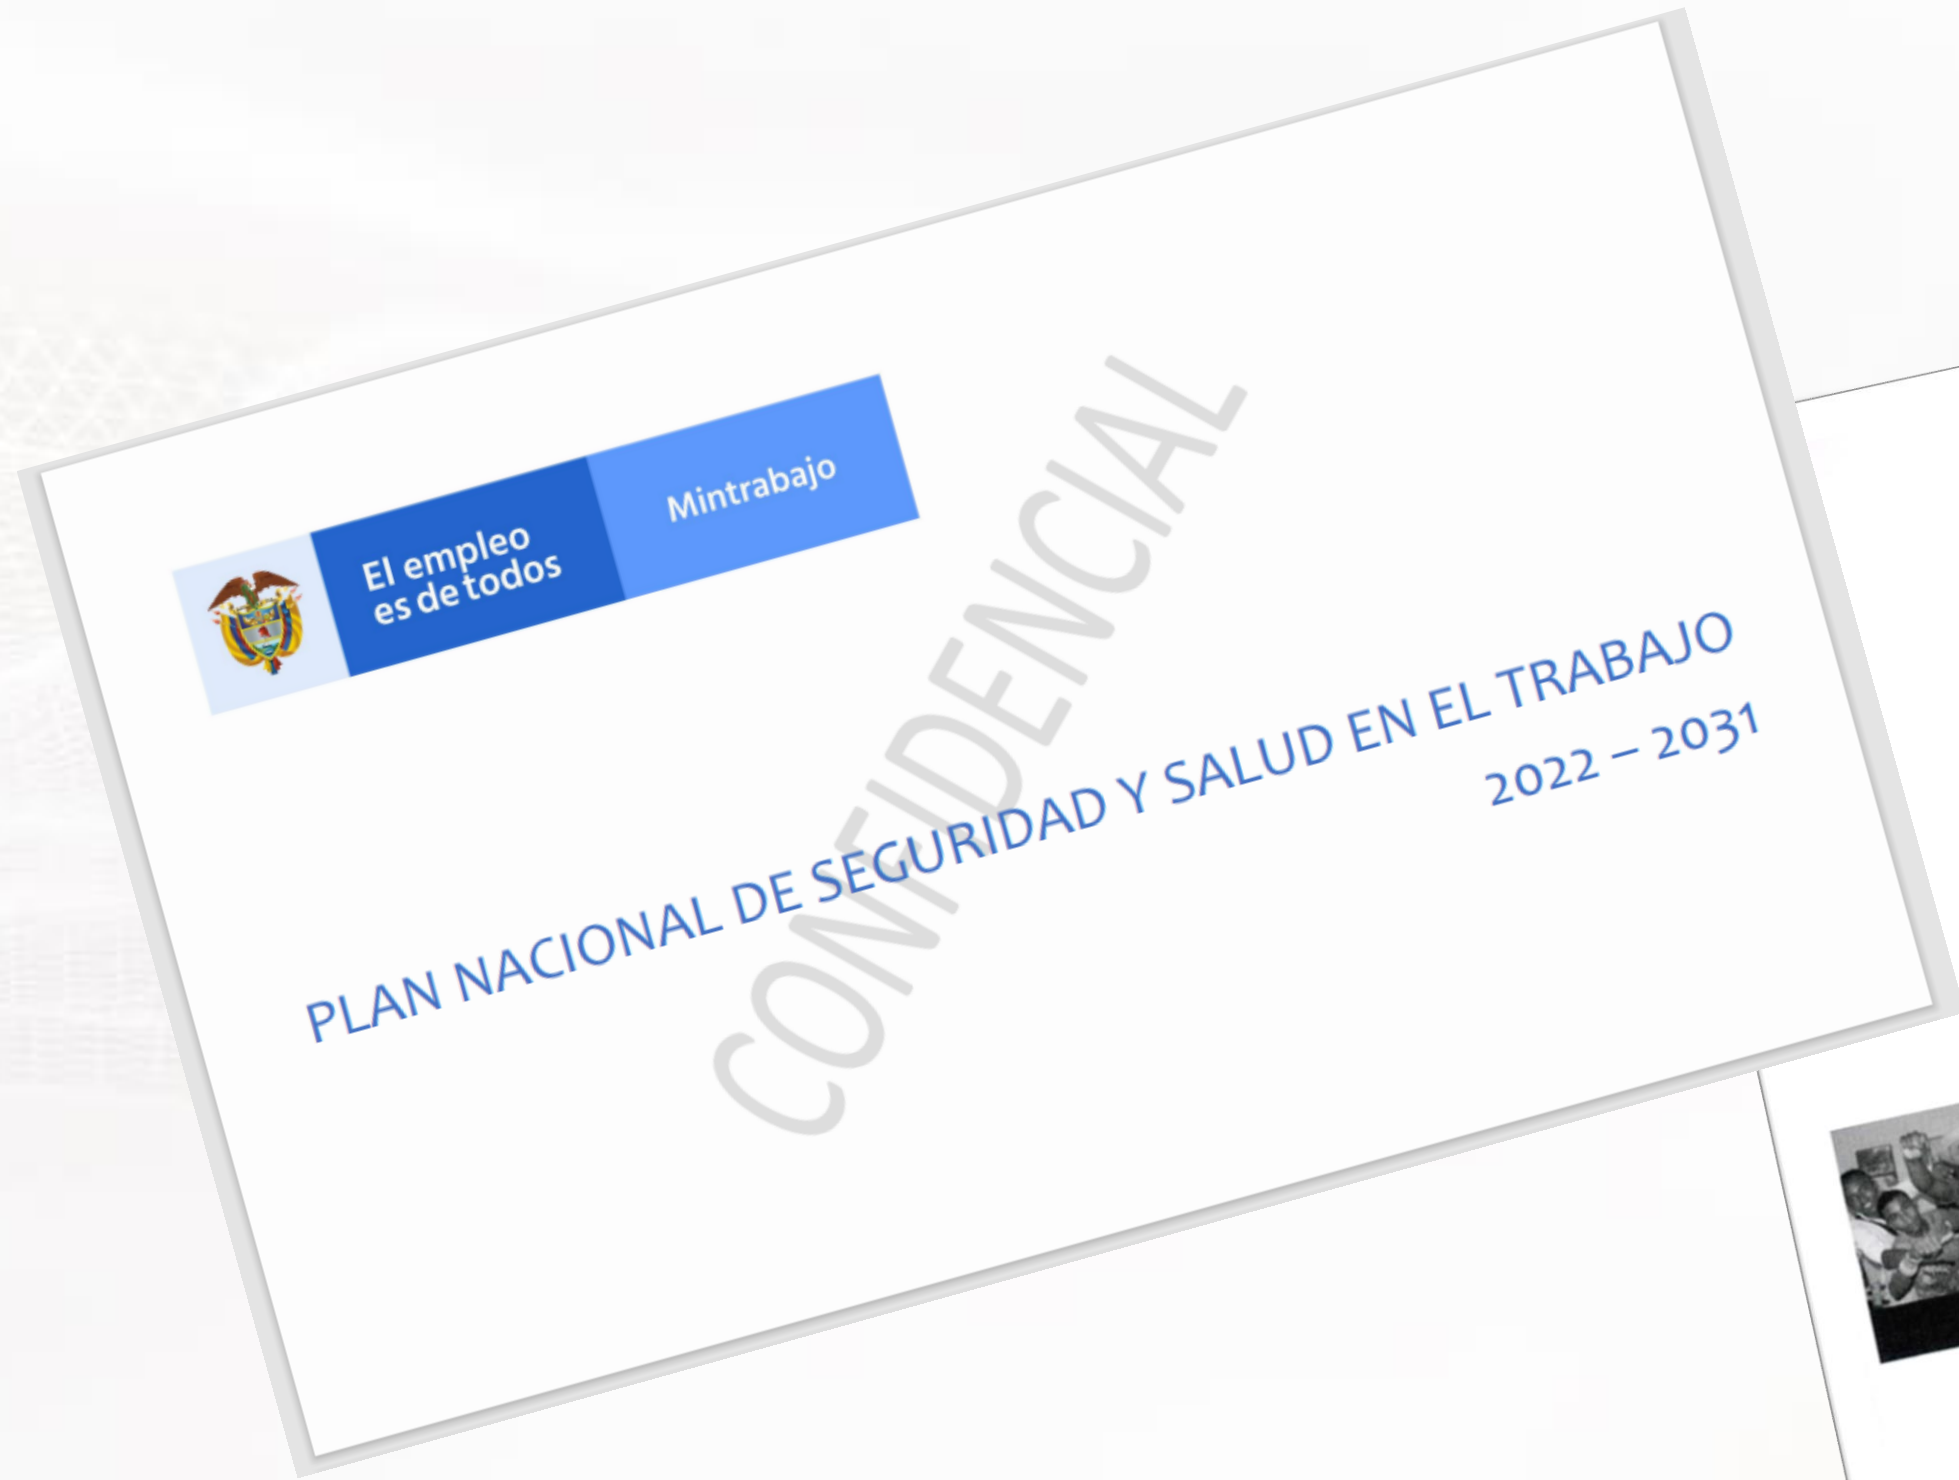 El empleo
es de todos
Mintrabajo
CONFIDENCIAL
PLAN NACIONAL DE SEGURIDAD Y SALUD EN EL TRABAJO
2022 – 2031